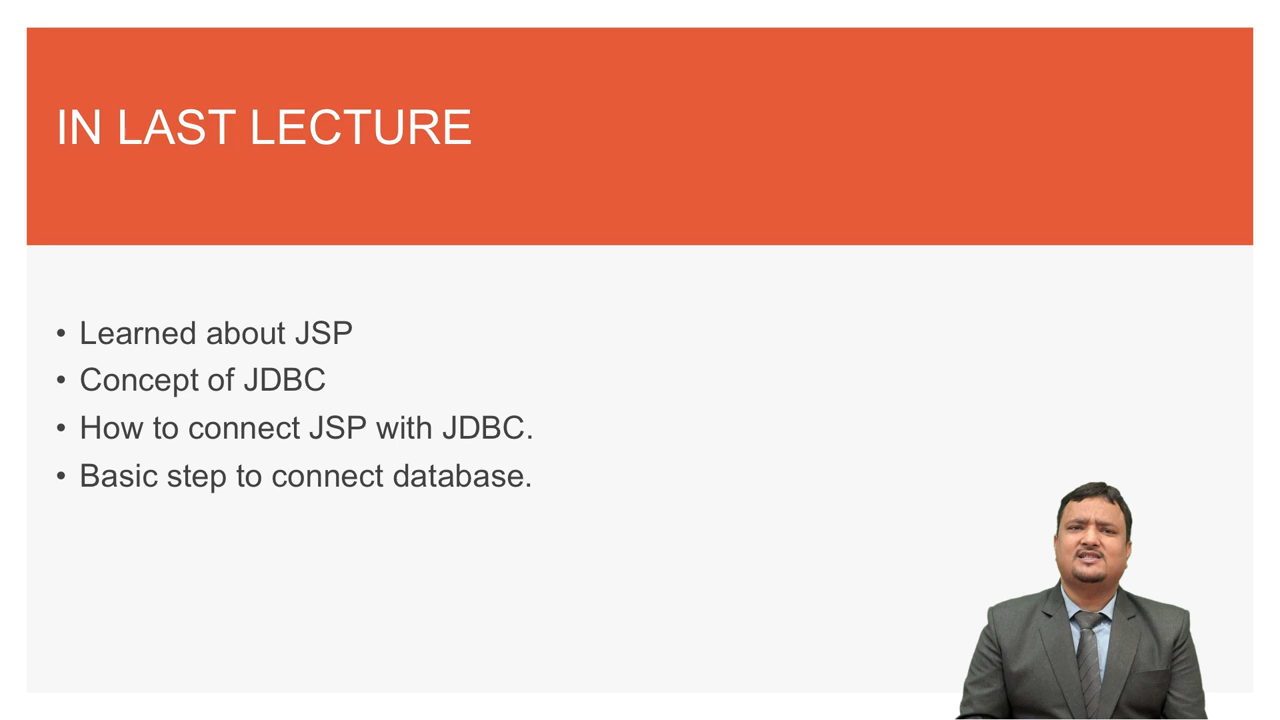 IN LAST LECTURE
• Learned about JSP
• Concept of JDBC
• How to connect JSP with JDBC.
• Basic step to connect database.